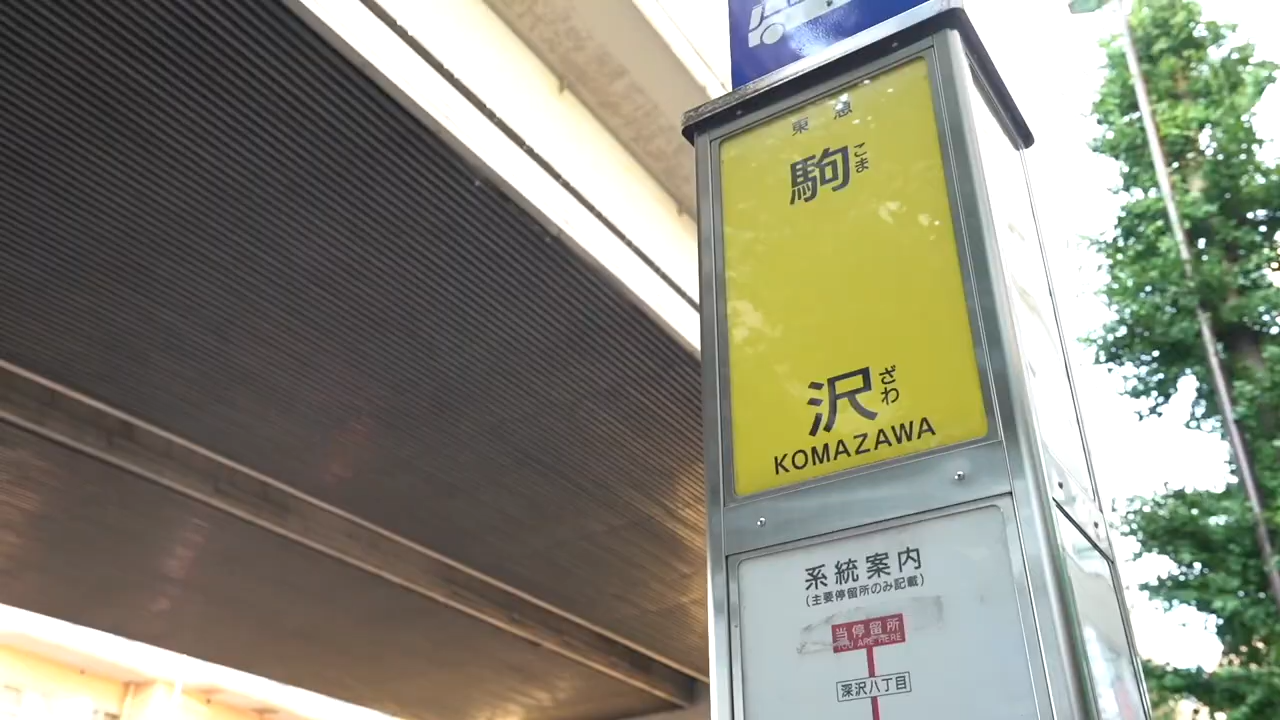 東急
駒こま
沢ざわ
KOMAZAWA
系統案内
(主要停留所のみ記載)
当停留所
YOU ARE HERE
深沢八丁目